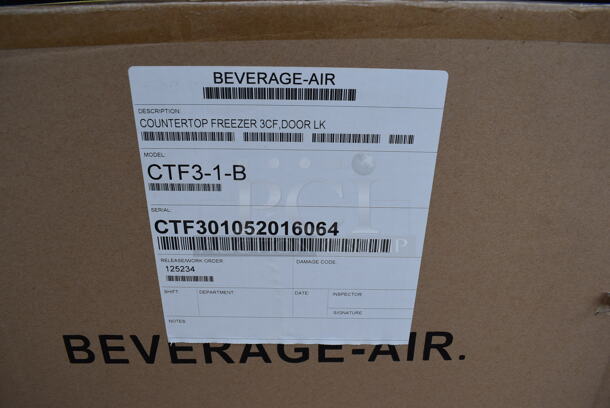 BEVERAGE-AIR
DESCRIPTION:
COUNTERTOP FREEZER 3CF,DOOR LK
MODEL:
CTF3-1-B
SERIAL:
CTF301052016064
RELEASE/WORK ORDER
DAMAGE CODE:
125234
SHIFT:
DEPARTMENT:
DATE:
INSPECTOR:
SIGNATURE:
NOTES:
BEVERAGE-AIR.